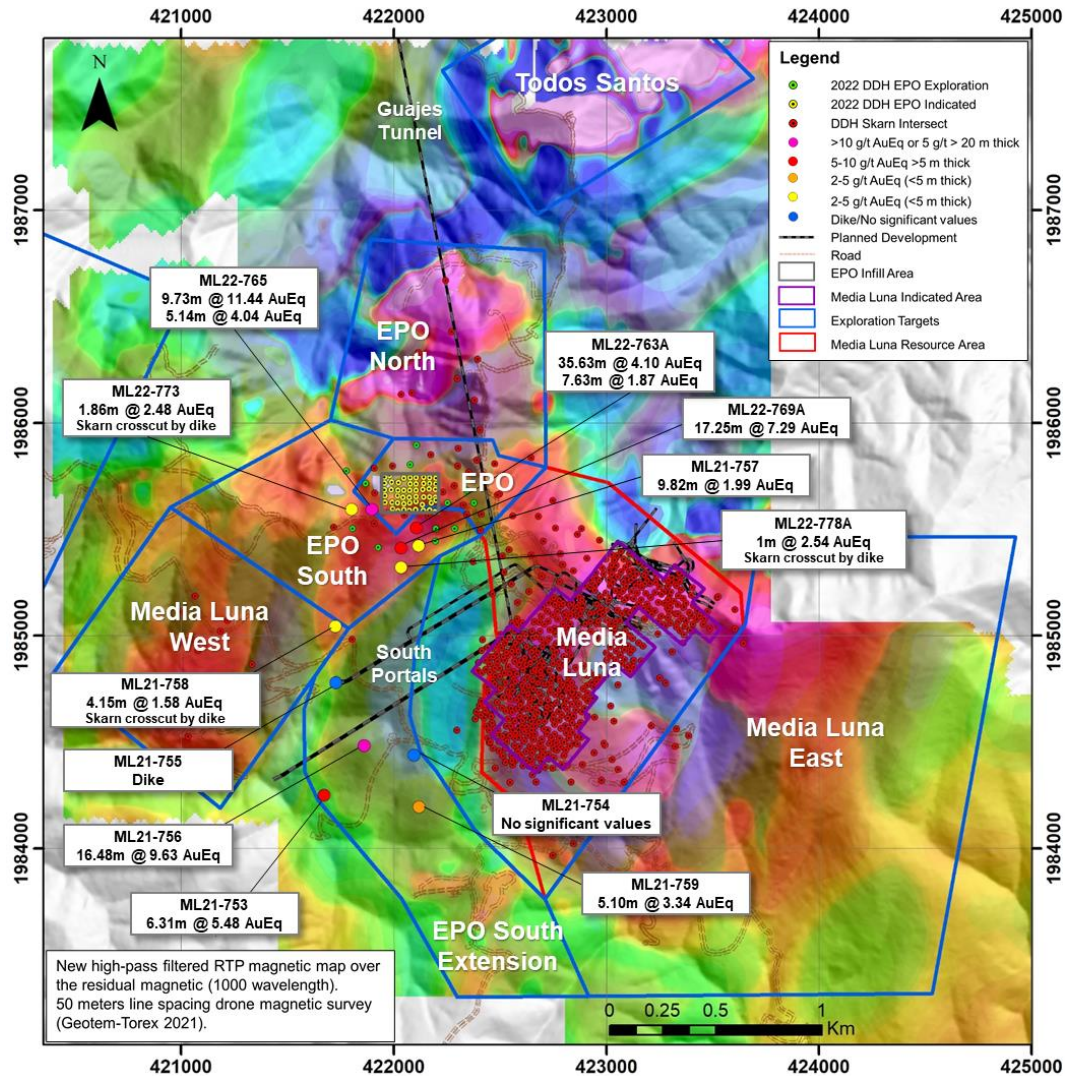 421000
422000
423000
424000
425000
N
Todos Santos
Guajes
Tunnel
Legend
2022 DDH EPO Exploration
2022 DDH EPO Indicated
DDH Skarn Intersect
>10 g/t AuEq or 5 g/t > 20 m thick
5-10 g/t AuEq >5 m thick
2-5 g/t AuEq (<5 m thick)
2-5 g/t AuEq (<5 m thick)
Dike/No significant values
Planned Development
Road
EPO Infill Area
Media Luna Indicated Area
Exploration Targets
Media Luna Resource Area
1987000
1987000
ML22-765
9.73m @ 11.44 AuEq
5.14m @ 4.04 AuEq
EPO
North
ML22-763A
35.63m @ 4.10 AuEq
7.63m @ 1.87 AuEq
ML22-773
1.86m @ 2.48 AuEq
Skarn crosscut by dike
ML22-769A
17.25m @ 7.29 AuEq
1986000
1986000
ML21-757
9.82m @ 1.99 AuEq
EPO
ML22-778A
1m @ 2.54 AuEq
Skarn crosscut by dike
EPO
South
Media Luna
West
Media
Luna
South
Portals
1985000
1985000
ML21-758
4.15m @ 1.58 AuEq
Skarn crosscut by dike
Media Luna
East
ML21-755
Dike
ML21-754
No significant values
ML21-756
16.48m @ 9.63 AuEq
1984000
1984000
ML21-759
5.10m @ 3.34 AuEq
ML21-753
6.31m @ 5.48 AuEq
EPO South
Extension
New high-pass filtered RTP magnetic map over
the residual magnetic (1000 wavelength).
50 meters line spacing drone magnetic survey
(Geotem-Torex 2021).
0 0.25 0.5 1
Km
421000
422000
423000
424000
425000